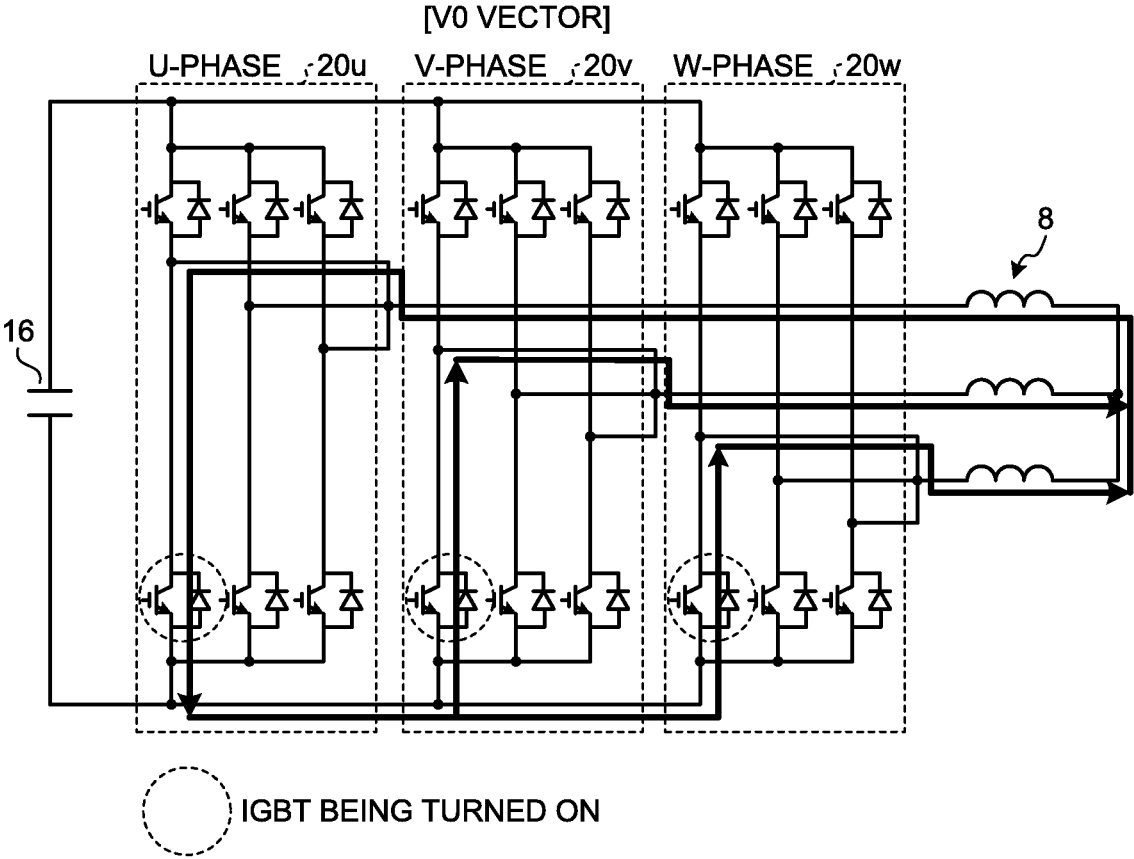 [V0 VECTOR]
U-PHASE 20u V-PHASE 20v W-PHASE 20w
8
16
IGBT BEING TURNED ON